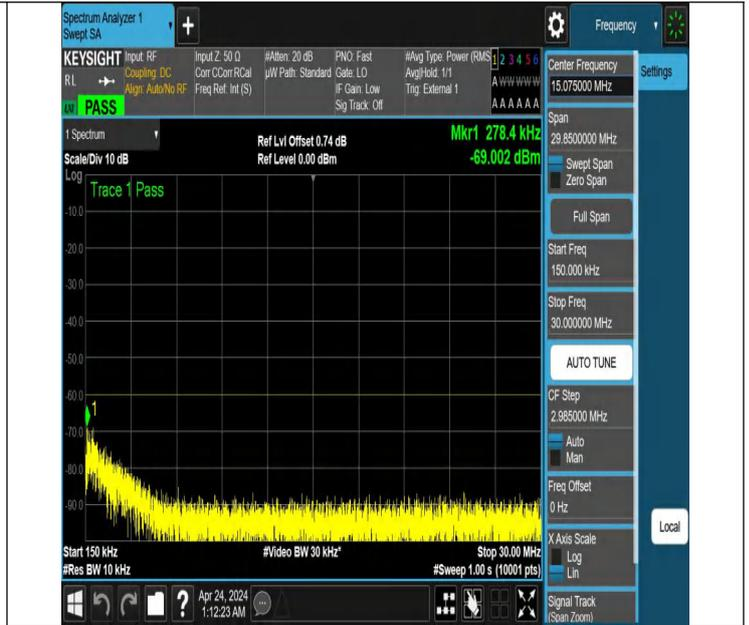 Spectrum Analyzer 1
Swept SA
+
Frequency
KEYSIGHT
RL
PASS
Input: RF
Coupling: DC
Align: Auto/No RF
Input Z: 50 Ω
Corr CCorr RCal
Freq Ref: Int (S)
#Atten: 20 dB
µW Path: Standard
PNO: Fast
Gate: LO
IF Gain: Low
Sig Track: Off
#Avg Type: Power (RMS
Avg|Hold: 1/1
Trig: External 1
1 2 3 4 5 6
A W W W W W
A A A A A A
1 Spectrum
Scale/Div 10 dB
Ref Lvl Offset 0.74 dB
Ref Level 0.00 dBm
Mkr1 278.4 kHz
-69.002 dBm
Log
Trace 1 Pass
-10.0
-20.0
-30.0
-40.0
-50.0
-60.0
1
-70.0
-80.0
-90.0
Start 150 kHz
#Res BW 10 kHz
#Video BW 30 kHz*
Stop 30.00 MHz
#Sweep 1.00 s (10001 pts)
?
Apr 24, 2024
1:12:23 AM
Center Frequency
15.075000 MHz
Settings
Span
29.8500000 MHz
Swept Span
Zero Span
Full Span
Start Freq
150.000 kHz
Stop Freq
30.000000 MHz
AUTO TUNE
CF Step
2.985000 MHz
Auto
Man
Freq Offset
0 Hz
X Axis Scale
Log
Lin
Local
Signal Track
(Span Zoom)